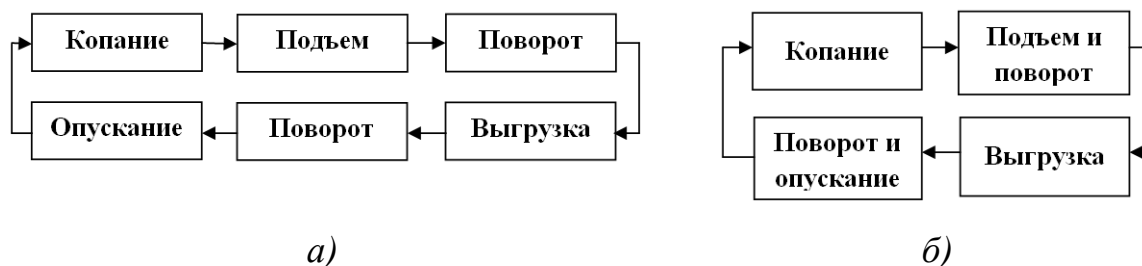 Копание
Подъем
Поворот
Опускание
Поворот
Выгрузка
а)
Копание
Подъем и
поворот
Поворот и
опускание
Выгрузка
б)